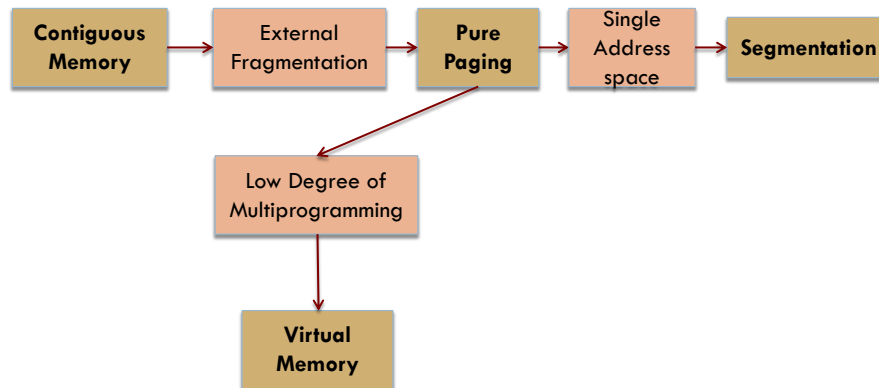 Contiguous
Memory
External
Fragmentation
Pure
Paging
Single
Address
space
Segmentation
Low Degree of
Multiprogramming
Virtual
Memory